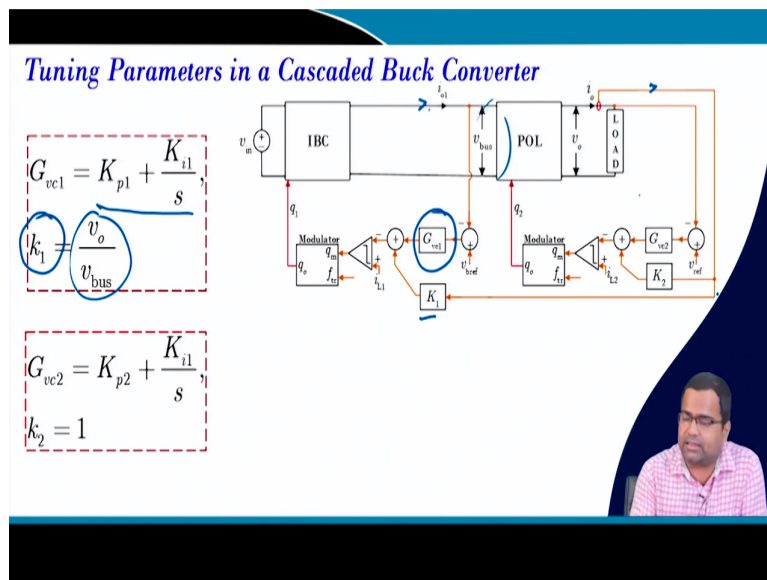 Tuning Parameters in a Cascaded Buck Converter
G_vc1 = K_p1 + K_i1 / s ,
k_1 = v_o / v_bus
G_vc2 = K_p2 + K_i1 / s ,
k_2 = 1
v_in
IBC
i_o1
v_bus
POL
v_o
i_o
LOAD
q_1
q_2
Modulator
q_m
q_o
f_tr
i_L1
G_vc1
v_bref
K_1
Modulator
q_m
q_o
f_tr
i_L2
G_vc2
K_2
v_ref